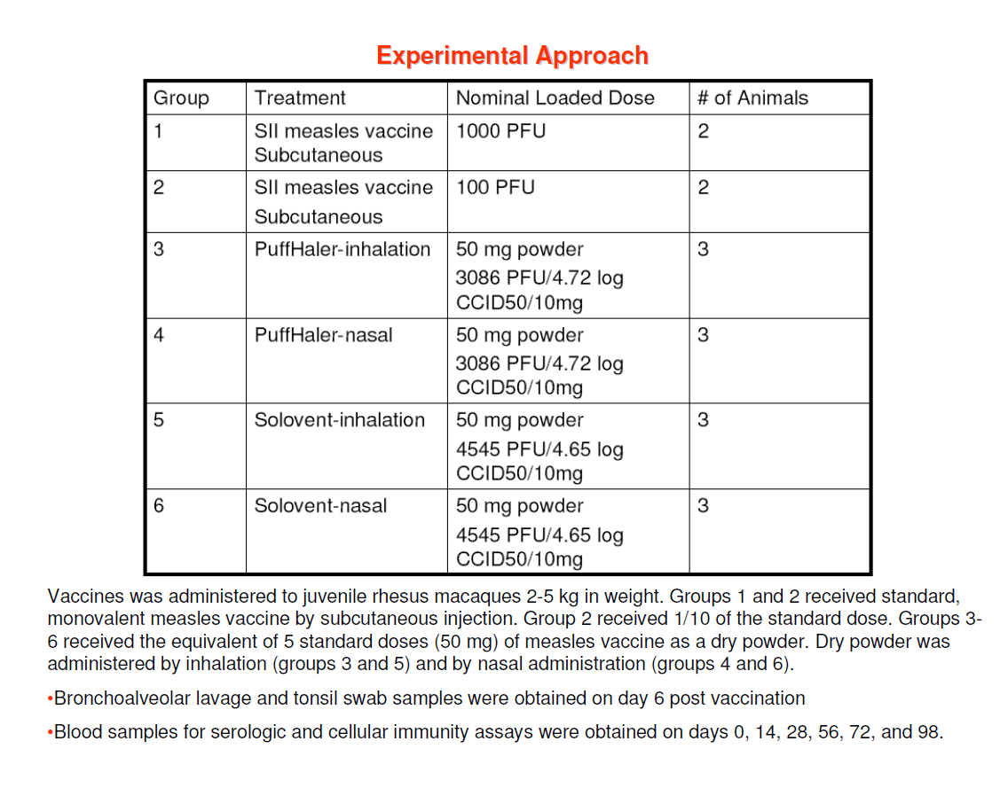 Experimental Approach
Group Treatment Nominal Loaded Dose # of Animals
1 SII measles vaccine 1000 PFU 2
Subcutaneous
2 SII measles vaccine 100 PFU 2
Subcutaneous
3 PuffHaler-inhalation 50 mg powder 3
3086 PFU/4.72 log
CCID50/10mg
4 PuffHaler-nasal 50 mg powder 3
3086 PFU/4.72 log
CCID50/10mg
5 Solovent-inhalation 50 mg powder 3
4545 PFU/4.65 log
CCID50/10mg
6 Solovent-nasal 50 mg powder 3
4545 PFU/4.65 log
CCID50/10mg
Vaccines was administered to juvenile rhesus macaques 2-5 kg in weight. Groups 1 and 2 received standard,
monovalent measles vaccine by subcutaneous injection. Group 2 received 1/10 of the standard dose. Groups 3-
6 received the equivalent of 5 standard doses (50 mg) of measles vaccine as a dry powder. Dry powder was
administered by inhalation (groups 3 and 5) and by nasal administration (groups 4 and 6).
•Bronchoalveolar lavage and tonsil swab samples were obtained on day 6 post vaccination
•Blood samples for serologic and cellular immunity assays were obtained on days 0, 14, 28, 56, 72, and 98.